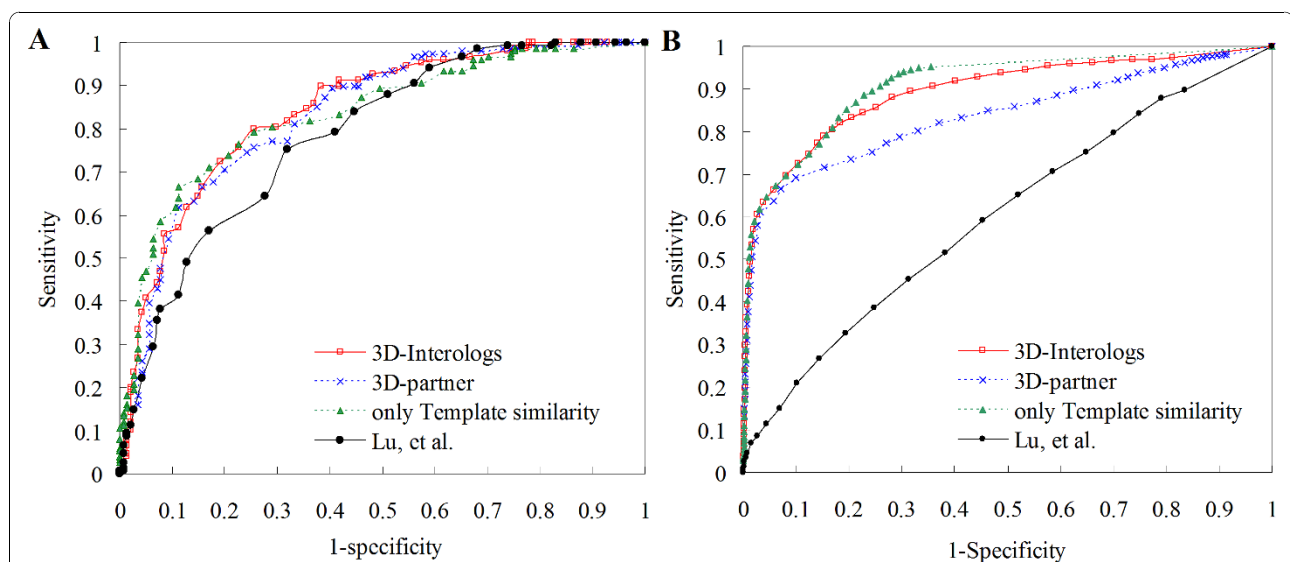 A
Sensitivity
1
0.9
0.8
0.7
0.6
0.5
0.4
0.3
0.2
0.1
0
3D-Interologs
3D-partner
only Template similarity
Lu, et al.
0 0.1 0.2 0.3 0.4 0.5 0.6 0.7 0.8 0.9 1
1-specificity
B
Sensitivity
1
0.9
0.8
0.7
0.6
0.5
0.4
0.3
0.2
0.1
0
3D-Interologs
3D-partner
only Template similarity
Lu, et al.
0 0.1 0.2 0.3 0.4 0.5 0.6 0.7 0.8 0.9 1
1-Specificity